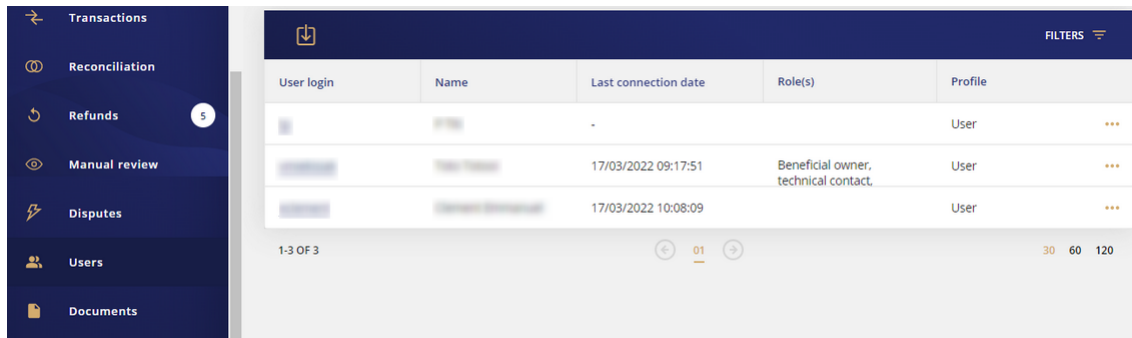 Transactions
Reconciliation
Refunds 5
Manual review
Disputes
Users
Documents
FILTERS
User login Name Last connection date Role(s) Profile
- User
17/03/2022 09:17:51 Beneficial owner, User
technical contact,
17/03/2022 10:08:09 User
1-3 OF 3 01 30 60 120